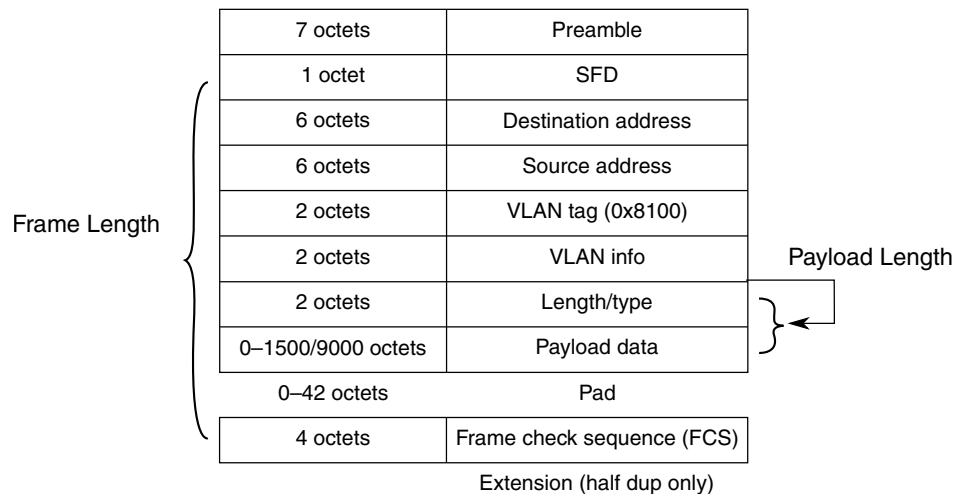 7 octets Preamble
1 octet SFD
6 octets Destination address
6 octets Source address
2 octets VLAN tag (0x8100)
Frame Length
2 octets VLAN info
Payload Length
2 octets Length/type
0–1500/9000 octets Payload data
0–42 octets Pad
4 octets Frame check sequence (FCS)
Extension (half dup only)